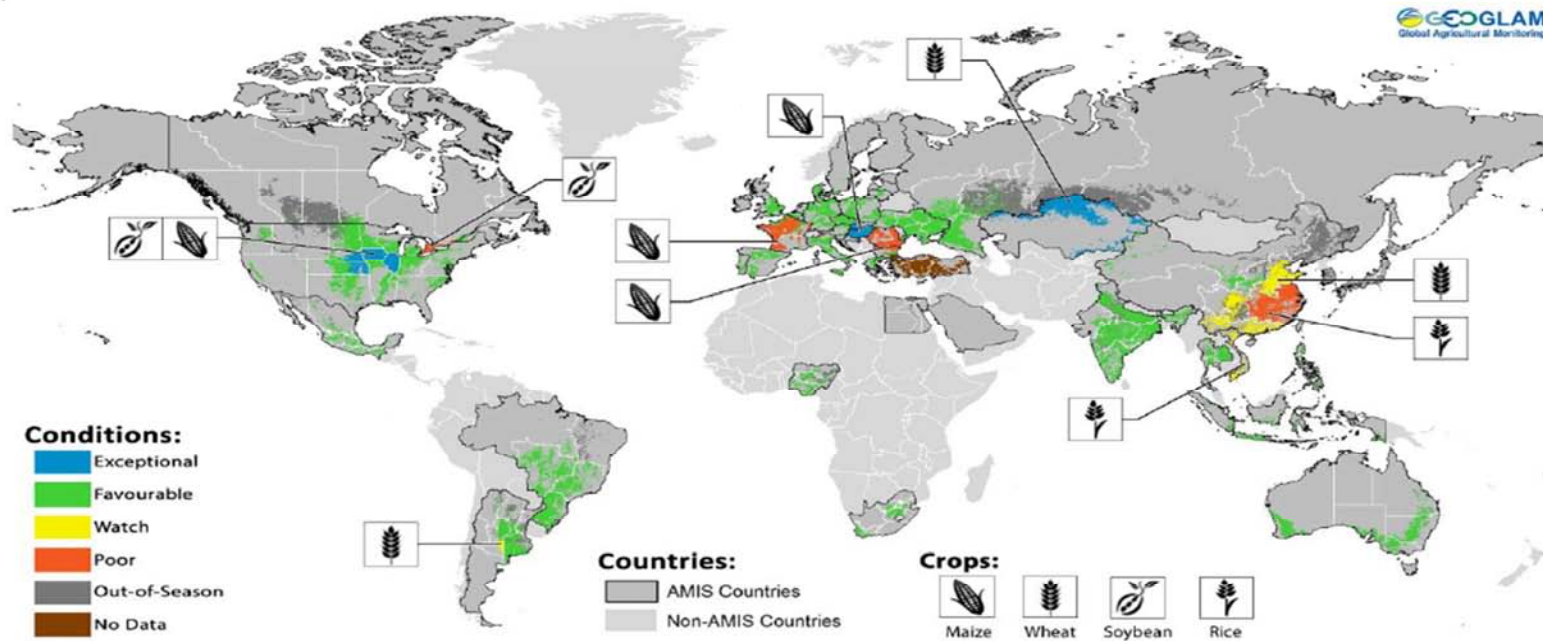 GEOGLAM
Global Agricultural Monitoring
Conditions:
Exceptional
Favourable
Watch
Poor
Out-of-Season
No Data
Countries:
AMIS Countries
Non-AMIS Countries
Crops:
Maize
Wheat
Soybean
Rice